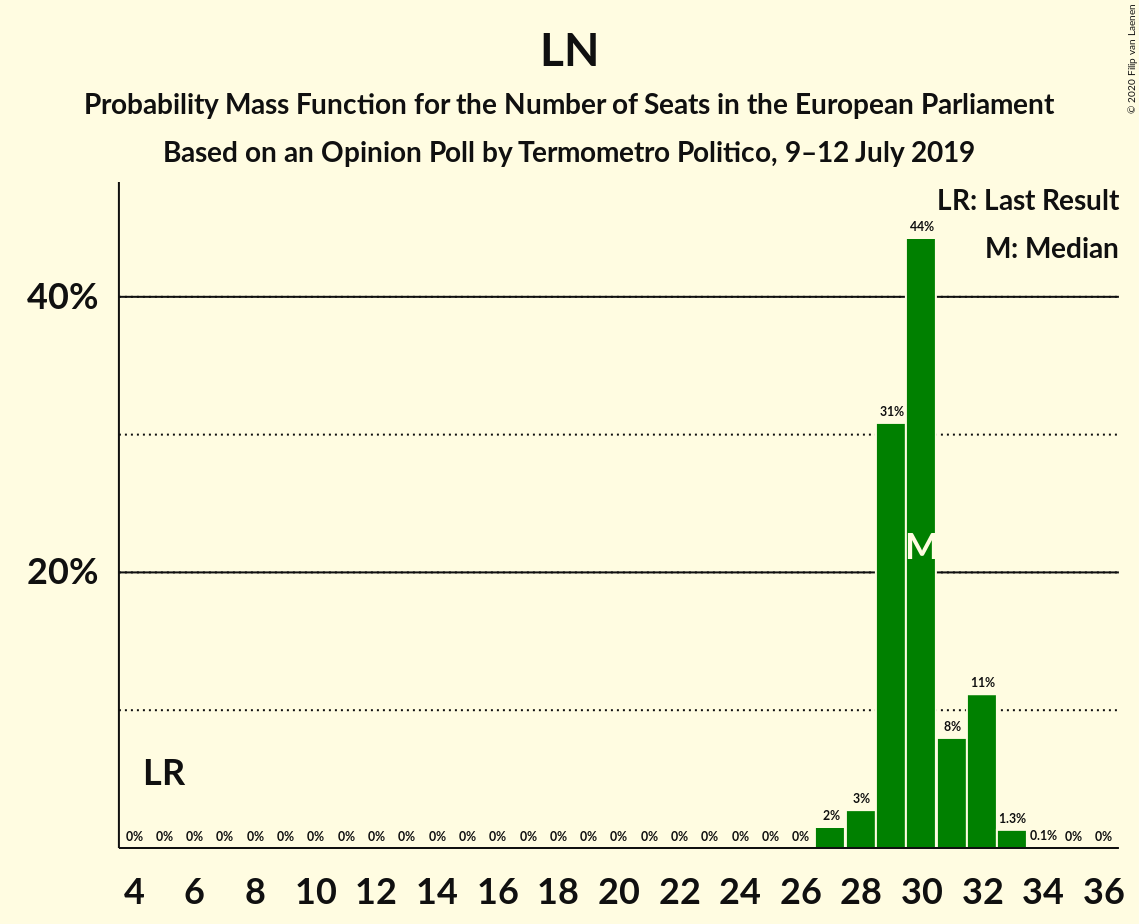 LN
Probability Mass Function for the Number of Seats in the European Parliament
Based on an Opinion Poll by Termometro Politico, 9–12 July 2019
© 2020 Filip van Laenen
LR: Last Result
M: Median
44%
40%
31%
M
20%
11%
8%
LR
3%
2%
1.3%
0% 0% 0% 0% 0% 0% 0% 0% 0% 0% 0% 0% 0% 0% 0% 0% 0% 0% 0% 0% 0% 0% 0% 0.1% 0% 0%
4 6 8 10 12 14 16 18 20 22 24 26 28 30 32 34 36